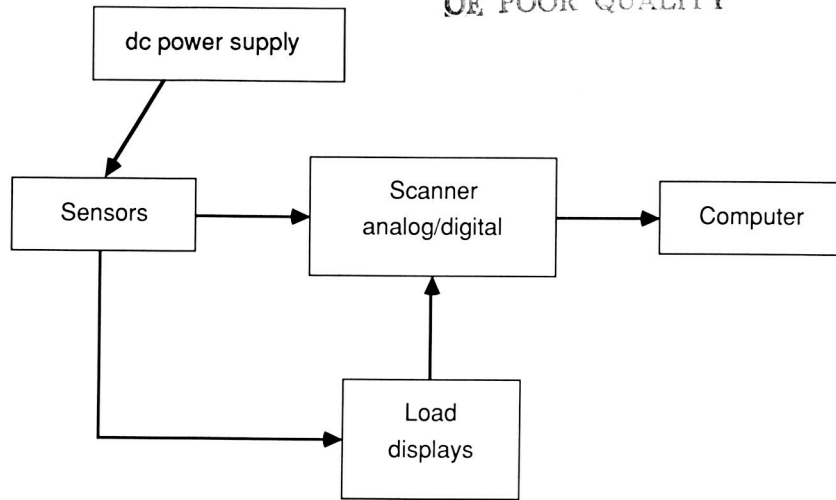 OF POOR QUALITY
dc power supply
Sensors
Scanner
analog/digital
Computer
Load
displays